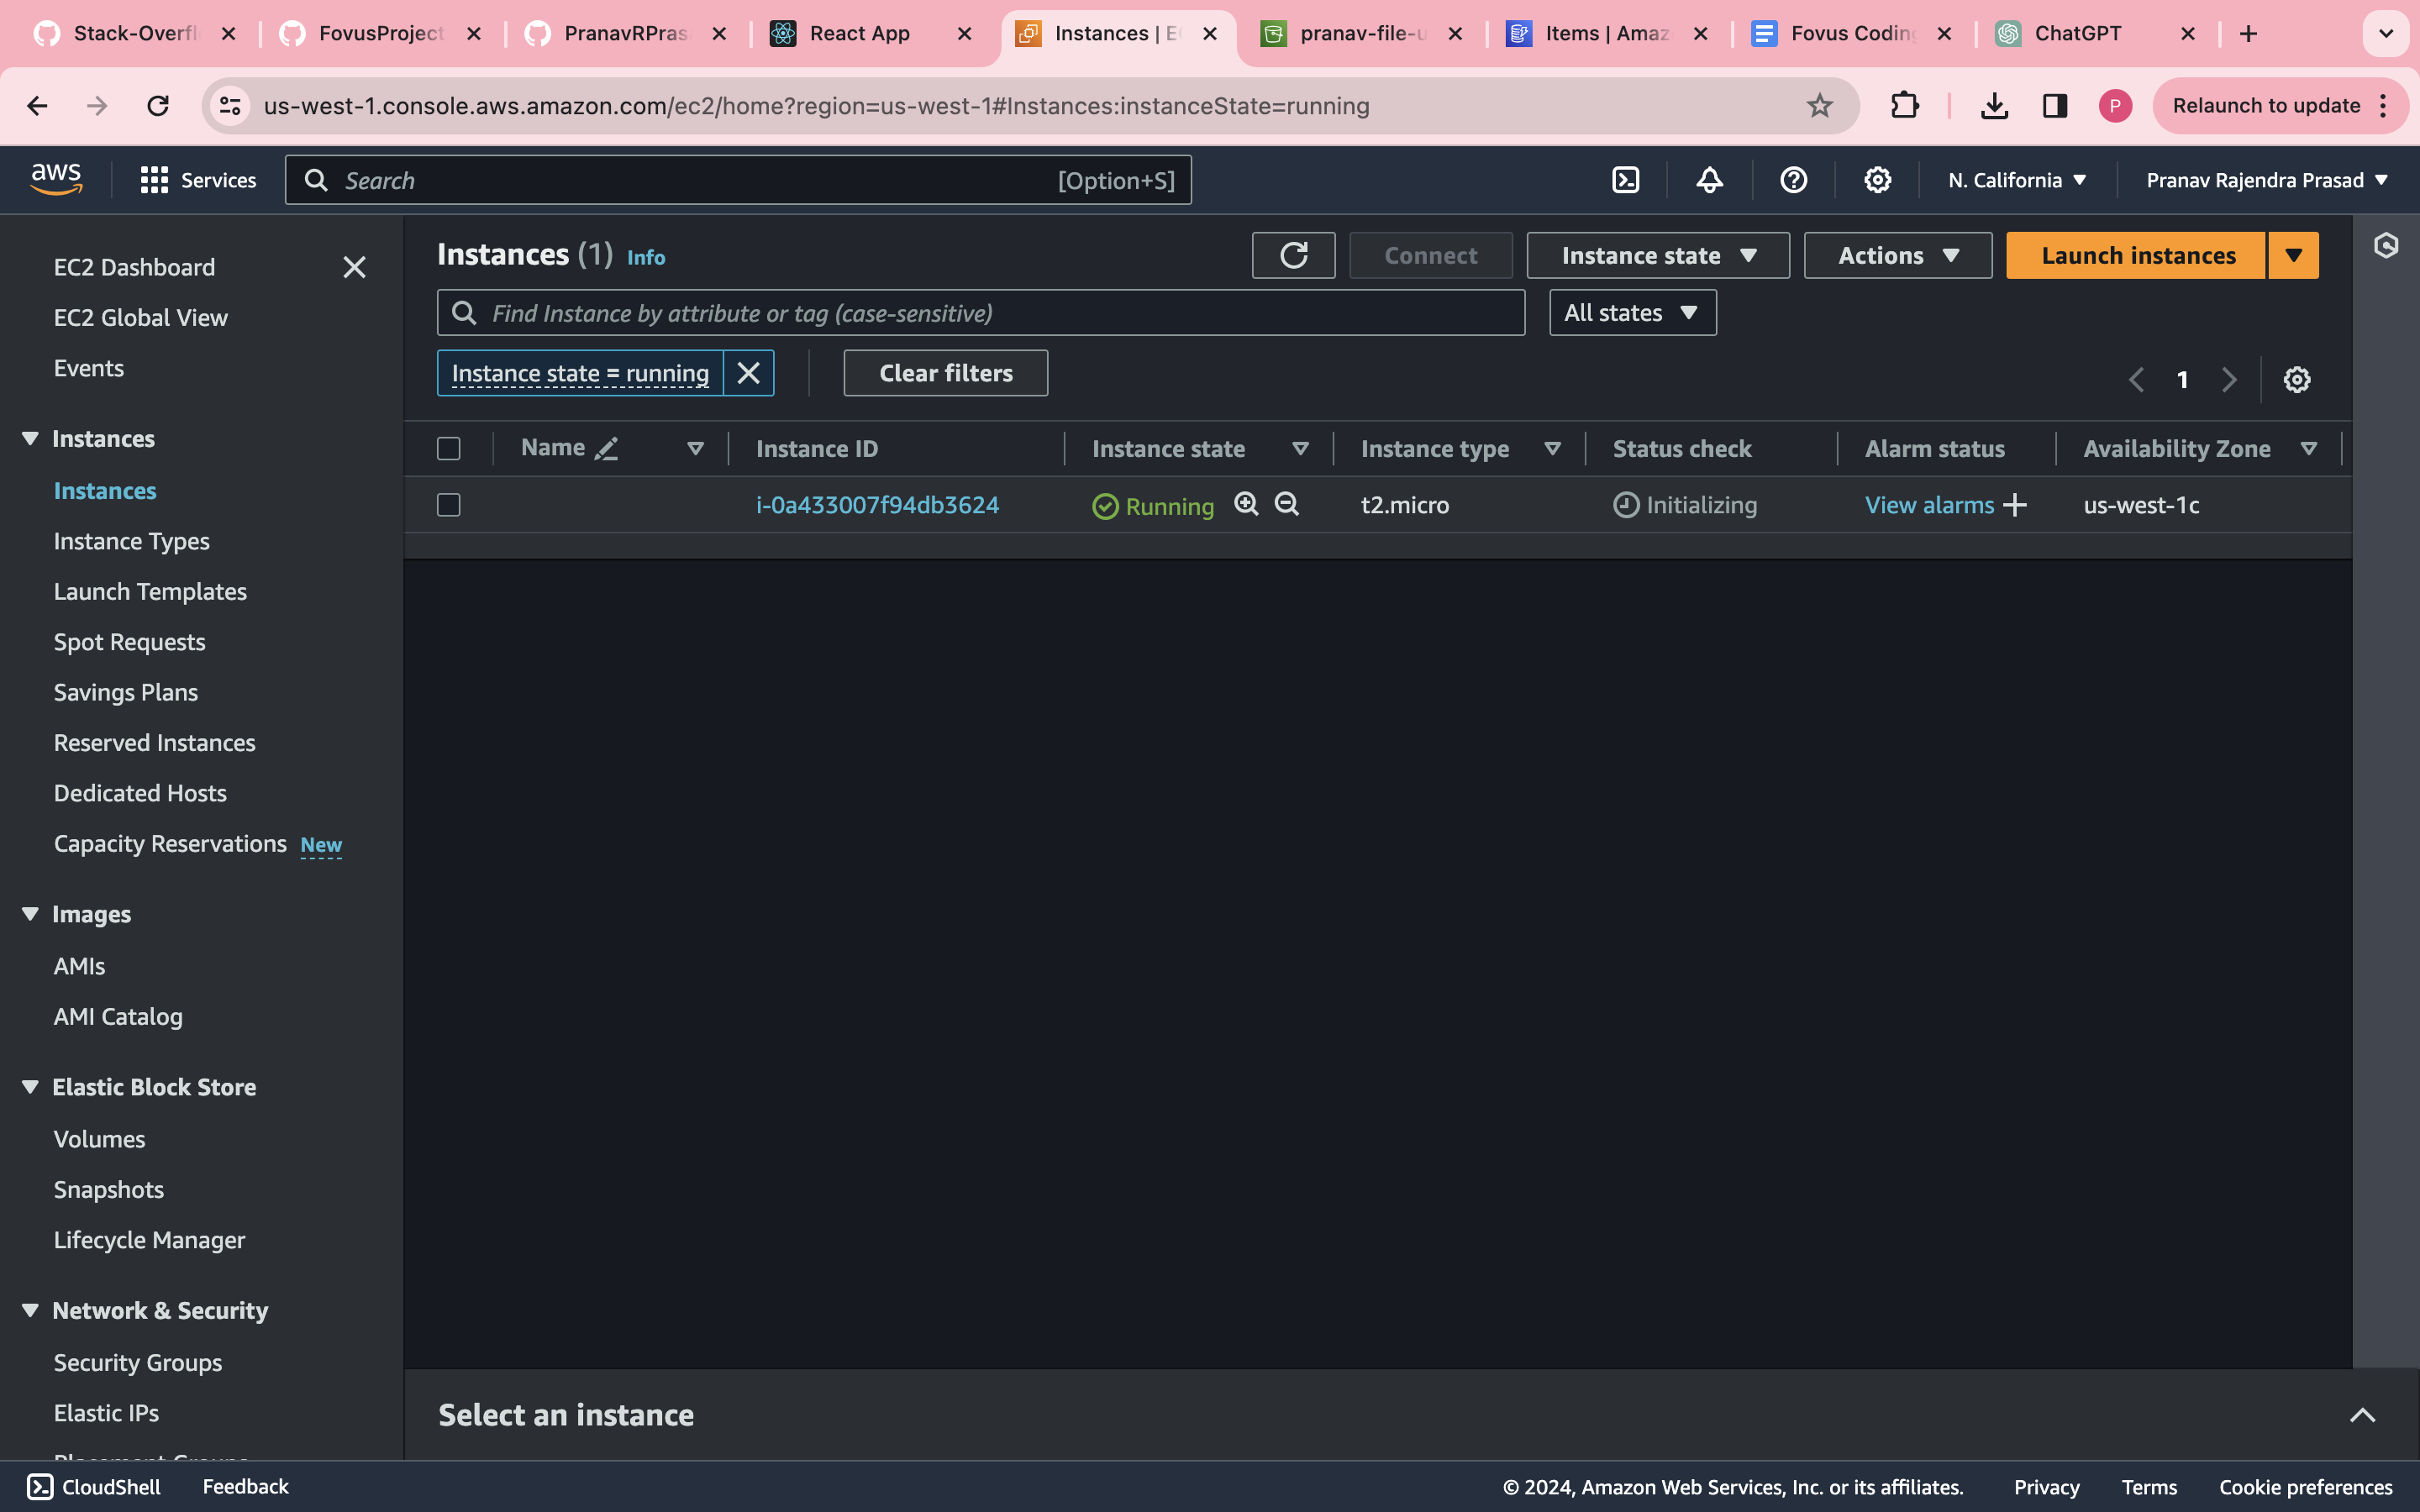 Stack-Overfl
FovusProject
PranavRPras
React App
Instances | E
pranav-file-u
Items | Amaz
Fovus Coding
ChatGPT
us-west-1.console.aws.amazon.com/ec2/home?region=us-west-1#Instances:instanceState=running
P
Relaunch to update
aws
Services
Search
[Option+S]
N. California
Pranav Rajendra Prasad
EC2 Dashboard
EC2 Global View
Events
Instances
Instances
Instance Types
Launch Templates
Spot Requests
Savings Plans
Reserved Instances
Dedicated Hosts
Capacity Reservations New
Images
AMIs
AMI Catalog
Elastic Block Store
Volumes
Snapshots
Lifecycle Manager
Network & Security
Security Groups
Elastic IPs
Placement Groups
Instances (1) Info
Connect
Instance state
Actions
Launch instances
Find Instance by attribute or tag (case-sensitive)
All states
Instance state = running
Clear filters
1
Name Instance ID Instance state Instance type Status check Alarm status Availability Zone
i-0a433007f94db3624 Running t2.micro Initializing View alarms us-west-1c
Select an instance
CloudShell Feedback
© 2024, Amazon Web Services, Inc. or its affiliates. Privacy Terms Cookie preferences